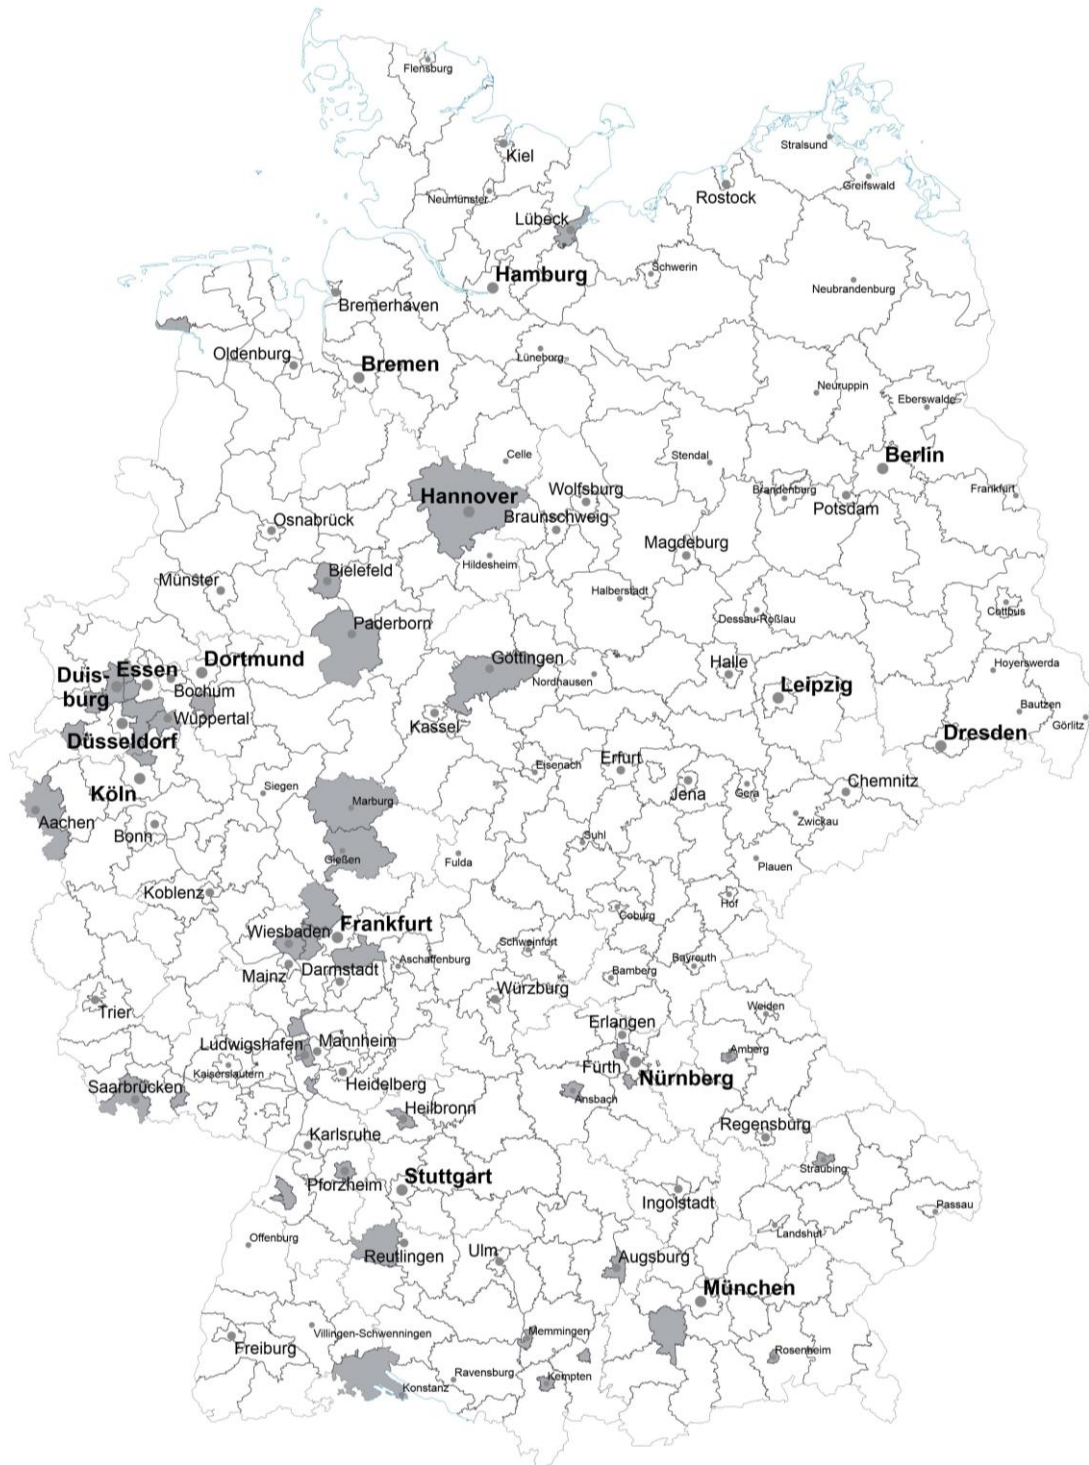 Flensburg
Stralsund
Kiel
Greifswald
Neumünster
Rostock
Lübeck
Hamburg
Schwerin
Neubrandenburg
Bremerhaven
Oldenburg
Bremen
Lüneburg
Neuruppin
Eberswalde
Celle
Stendal
Berlin
Hannover
Wolfsburg
Brandenburg
Frankfurt
Potsdam
Osnabrück
Braunschweig
Magdeburg
Hildesheim
Münster
Bielefeld
Halberstadt
Dessau-Roßlau
Cottbus
Paderborn
Duis-
burg
Essen
Dortmund
Göttingen
Halle
Hoyerswerda
Bochum
Nordhausen
Leipzig
Wuppertal
Kassel
Bautzen
Görlitz
Düsseldorf
Dresden
Erfurt
Eisenach
Köln
Siegen
Marburg
Jena
Gera
Chemnitz
Aachen
Bonn
Zwickau
Suhl
Gießen
Fulda
Plauen
Koblenz
Hof
Coburg
Wiesbaden
Frankfurt
Schweinfurt
Bayreuth
Mainz
Darmstadt
Aschaffenburg
Bamberg
Würzburg
Trier
Weiden
Erlangen
Ludwigshafen
Mannheim
Amberg
Kaiserslautern
Fürth
Nürnberg
Saarbrücken
Heidelberg
Ansbach
Heilbronn
Regensburg
Karlsruhe
Straubing
Pforzheim
Stuttgart
Ingolstadt
Passau
Offenburg
Landshut
Reutlingen
Ulm
Augsburg
München
Villingen-Schwenningen
Memmingen
Freiburg
Rosenheim
Ravensburg
Kempten
Konstanz